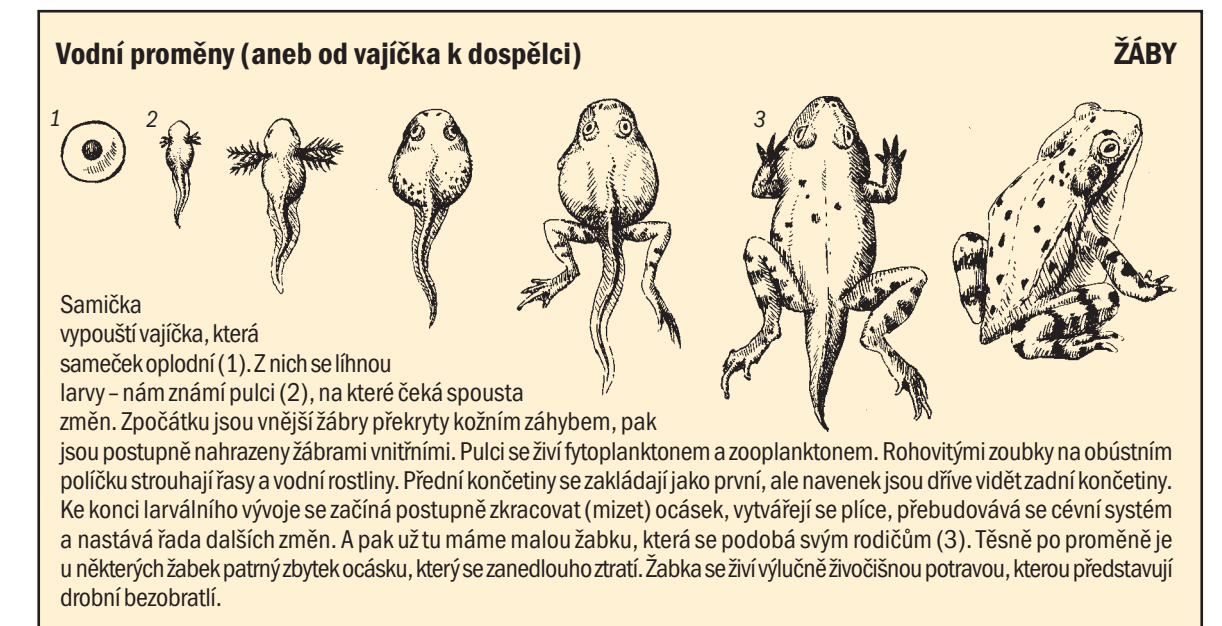 Vodní proměny (aneb od vajíčka k dospělci) ŽÁBY
1 2 3
Samička
vypouští vajíčka, která
sameček oplodní (1). Z nich se líhnou
larvy – nám známí pulci (2), na které čeká spousta
změn. Zpočátku jsou vnější žábry překryty kožním záhybem, pak
jsou postupně nahrazeny žábrami vnitřními. Pulci se živí fytoplanktonem a zooplanktonem. Rohovitými zoubky na obústním
políčku strouhají řasy a vodní rostliny. Přední končetiny se zakládají jako první, ale navenek jsou dříve vidět zadní končetiny.
Ke konci larválního vývoje se začíná postupně zkracovat (mizet) ocásek, vytvářejí se plíce, přebudovává se cévní systém
a nastává řada dalších změn. A pak už tu máme malou žabku, která se podobá svým rodičům (3). Těsně po proměně je
u některých žabek patrný zbytek ocásku, který se zanedlouho ztratí. Žabka se živí výlučně živočišnou potravou, kterou představují
drobní bezobratlí.